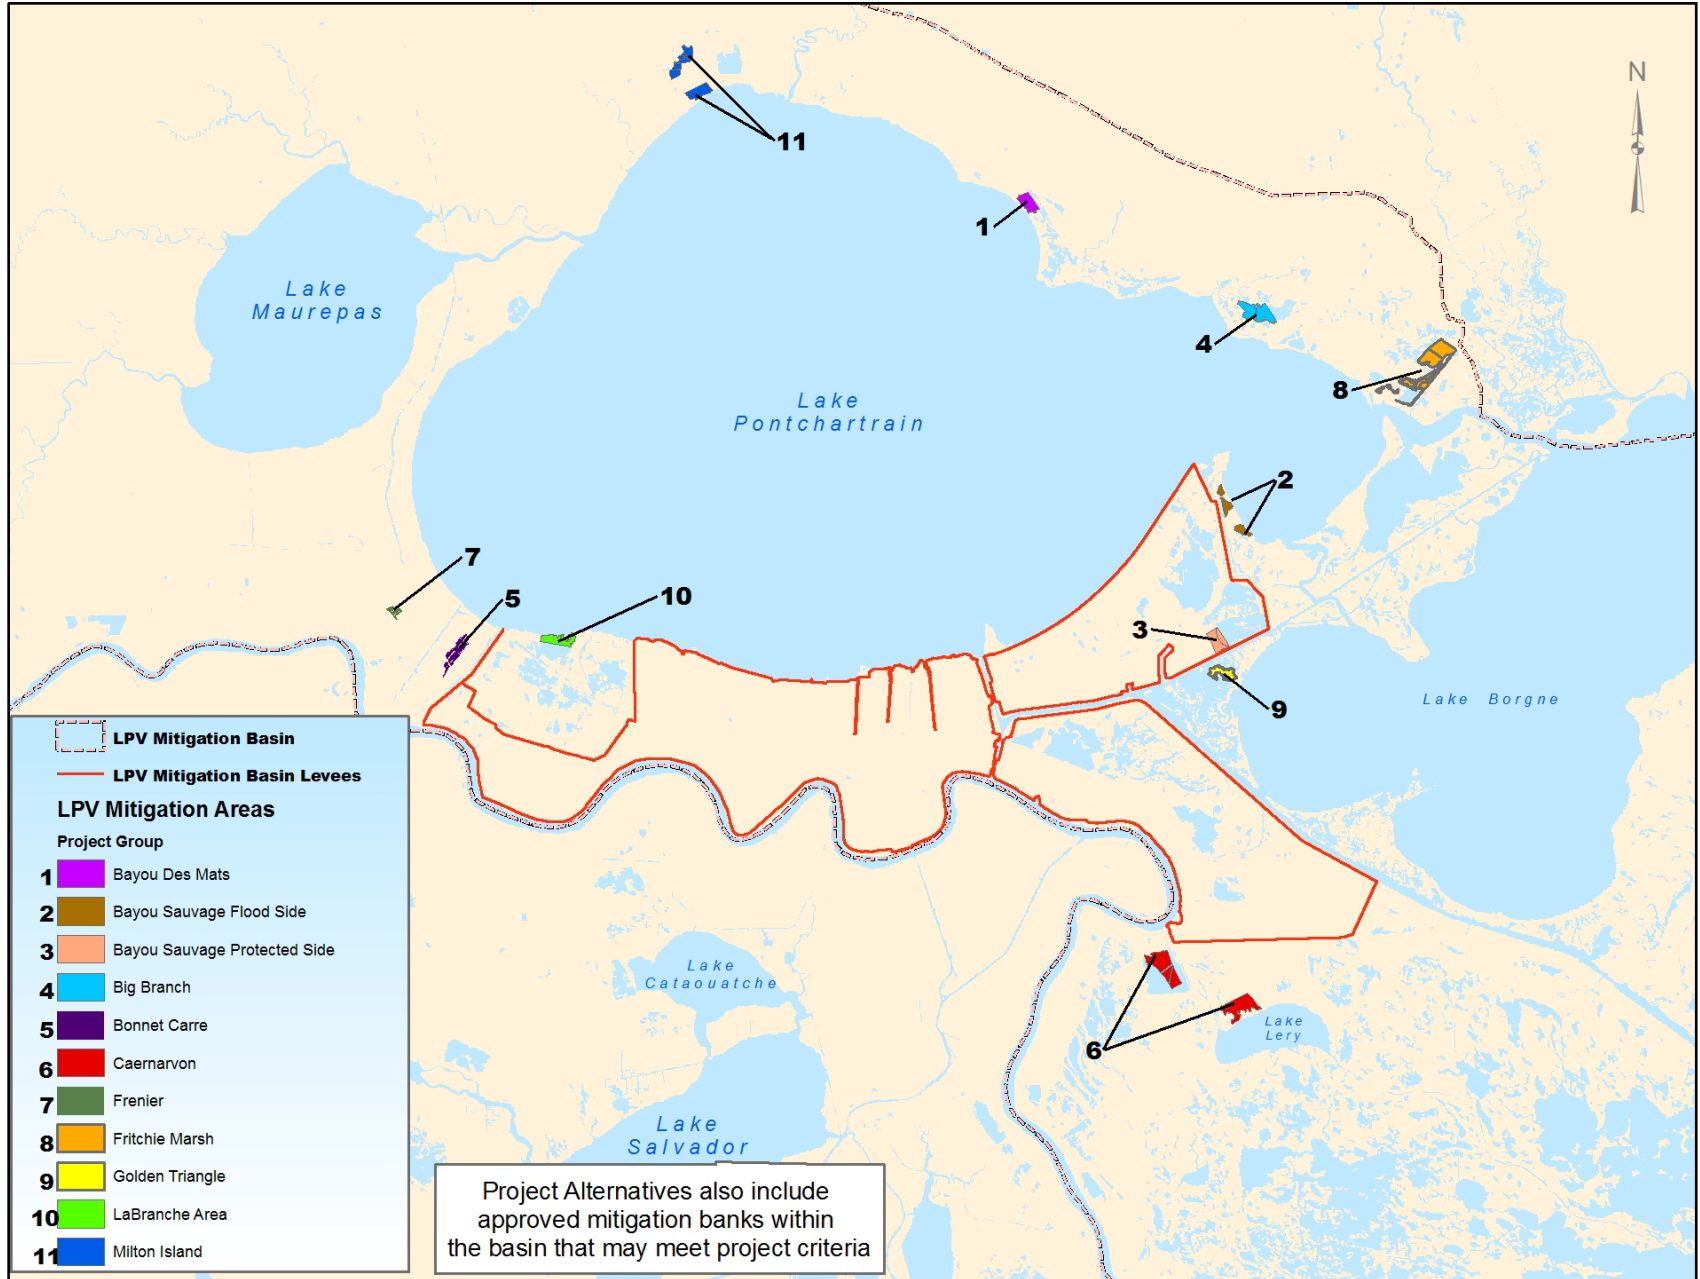 N
11
1
Lake
Maurepas
4
8
Lake
Pontchartrain
2
7
5
10
3
9
Lake Borgne
Lake
Cataouatche
Lake
Lery
6
Lake
Salvador
LPV Mitigation Basin
LPV Mitigation Basin Levees
LPV Mitigation Areas
Project Group
1 Bayou Des Mats
2 Bayou Sauvage Flood Side
3 Bayou Sauvage Protected Side
4 Big Branch
5 Bonnet Carre
6 Caernarvon
7 Frenier
8 Fritchie Marsh
9 Golden Triangle
10 LaBranche Area
11 Milton Island
Project Alternatives also include
approved mitigation banks within
the basin that may meet project criteria